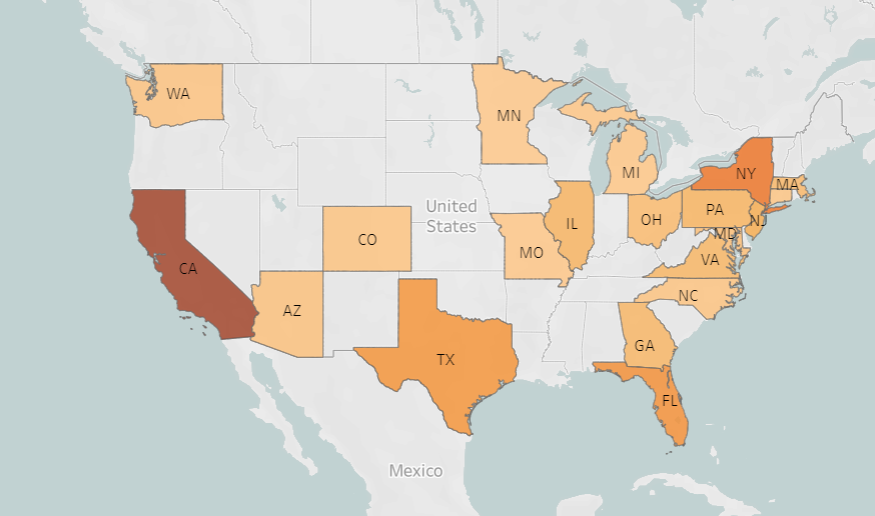 WA
MN
MI
NY
MA
CA
CO
United
States
IL
OH
PA
NJ
MD
MO
VA
AZ
NC
TX
GA
FL
Mexico